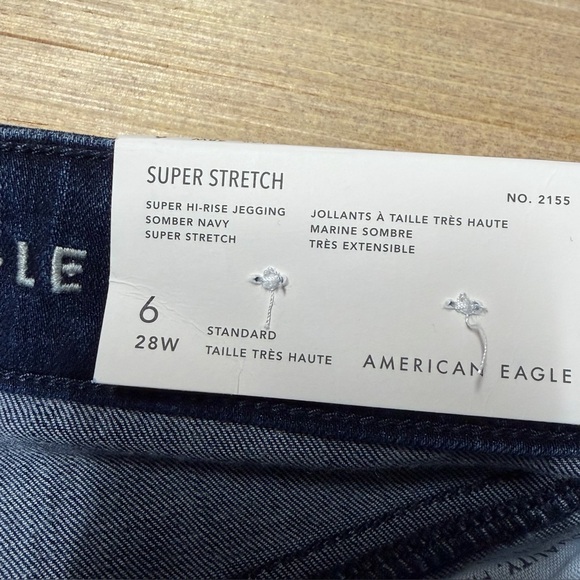 SUPER STRETCH
NO. 2155
SUPER HI-RISE JEGGING
SOMBER NAVY
SUPER STRETCH
JOLLANTS À TAILLE TRÈS HAUTE
MARINE SOMBRE
TRÈS EXTENSIBLE
GLE
6
28W
STANDARD
TAILLE TRÈS HAUTE
AMERICAN EAGLE